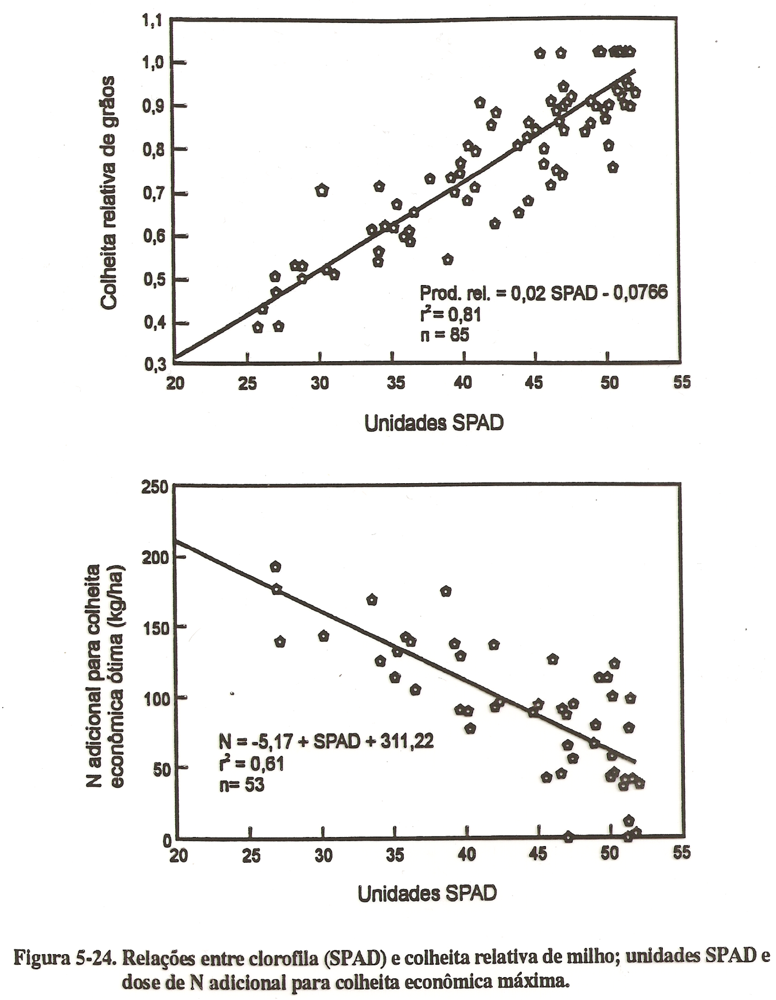 1,1
1,0
0,9
0,8
0,7
0,6
0,5
0,4
0,3
Colheita relativa de grãos
Prod. rel. = 0,02 SPAD - 0,0766
r² = 0,81
n = 85
20 25 30 35 40 45 50 55
Unidades SPAD
250
200
150
100
50
0
N adicional para colheita
econômica ótima (kg/ha)
N = -5,17 + SPAD + 311,22
r² = 0,61
n= 53
20 25 30 35 40 45 50 55
Unidades SPAD
Figura 5-24. Relações entre clorofila (SPAD) e colheita relativa de milho; unidades SPAD e
dose de N adicional para colheita econômica máxima.